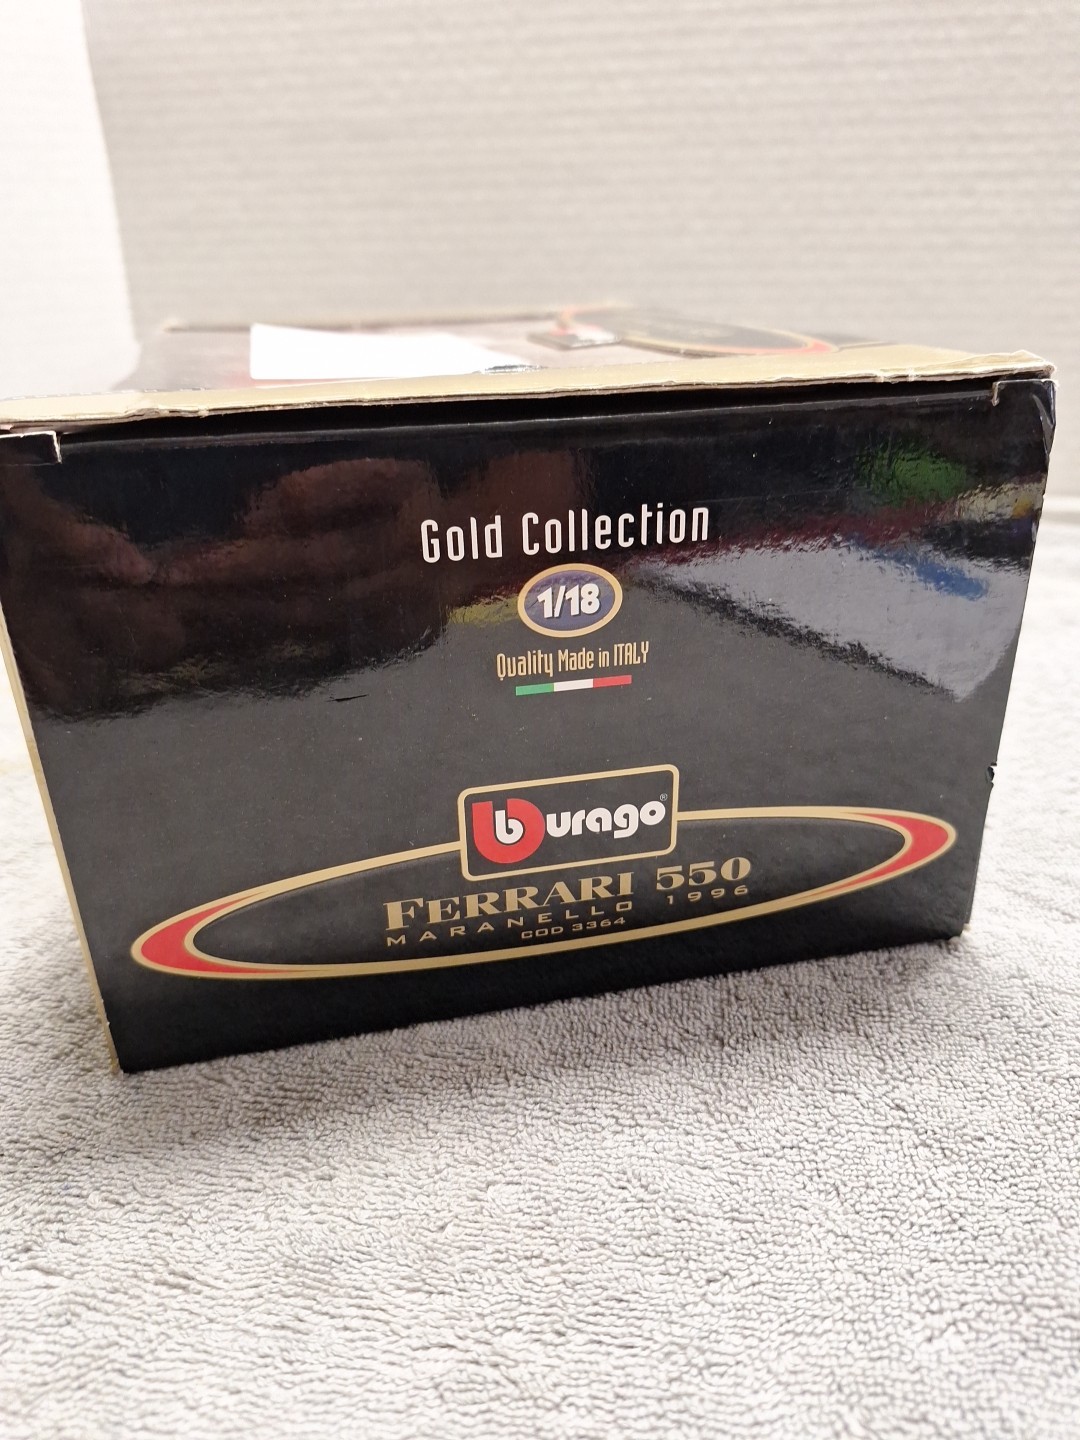 Gold Collection
1/18
Quality Made in ITALY
burago®
FERRARI 550
MARANELLO 1996
COD 3364